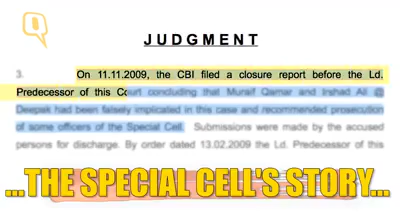 Q
JUDGMENT
3. On 11.11.2009, the CBI filed a closure report before the Ld.
Predecessor of this Court concluding that Muraif Qamar and Irshad Ali @
Deepak had been falsely implicated in this case and recommended prosecution
of some officers of the Special Cell. Submissions were made by the accused
persons for discharge. By order dated 13.02.2009 the Ld. Predecessor of this
...THE SPECIAL CELL'S STORY...